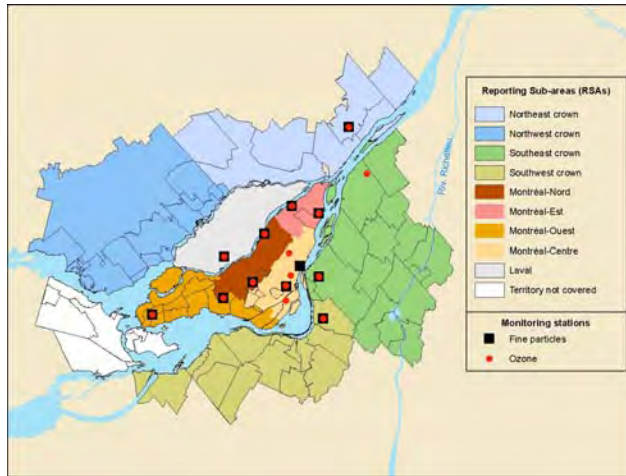 Reporting Sub-areas (RSAs)
Northeast crown
Northwest crown
Southeast crown
Southwest crown
Montréal-Nord
Montréal-Est
Montréal-Ouest
Montréal-Centre
Laval
Territory not covered
Monitoring stations
Fine particles
Ozone
Riv. Richelieu